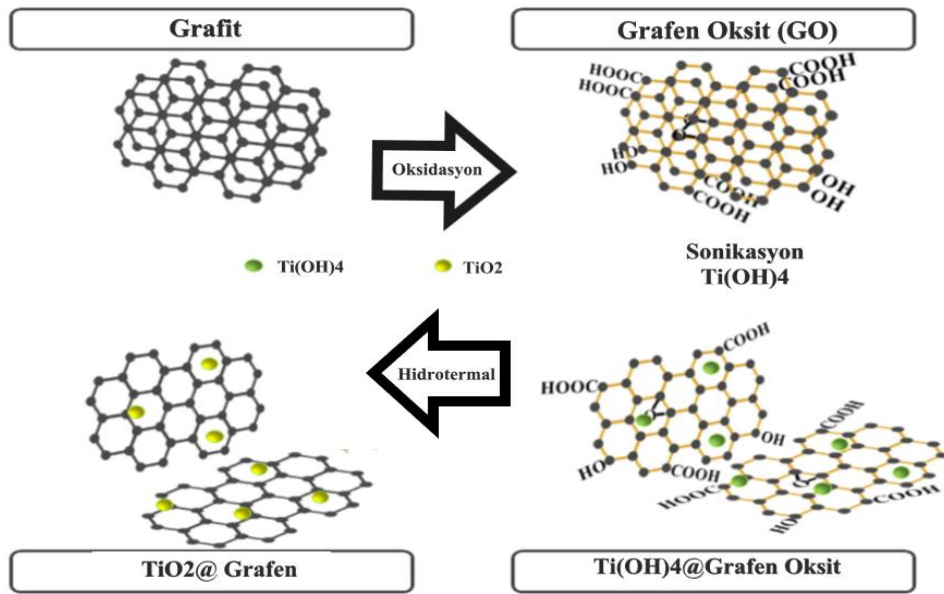 Grafit
Grafen Oksit (GO)
HOOC
HOOC
COOH
COOH
O
HO
HO
COOH
COOH
OH
OH
Oksidasyon
Sonikasyon
Ti(OH)4
Ti(OH)4
TiO2
Hidrotermal
COOH
HOOC
O
OH
HO
COOH
COOH
HOOC
O
COOH
HO
TiO2@ Grafen
Ti(OH)4@Grafen Oksit